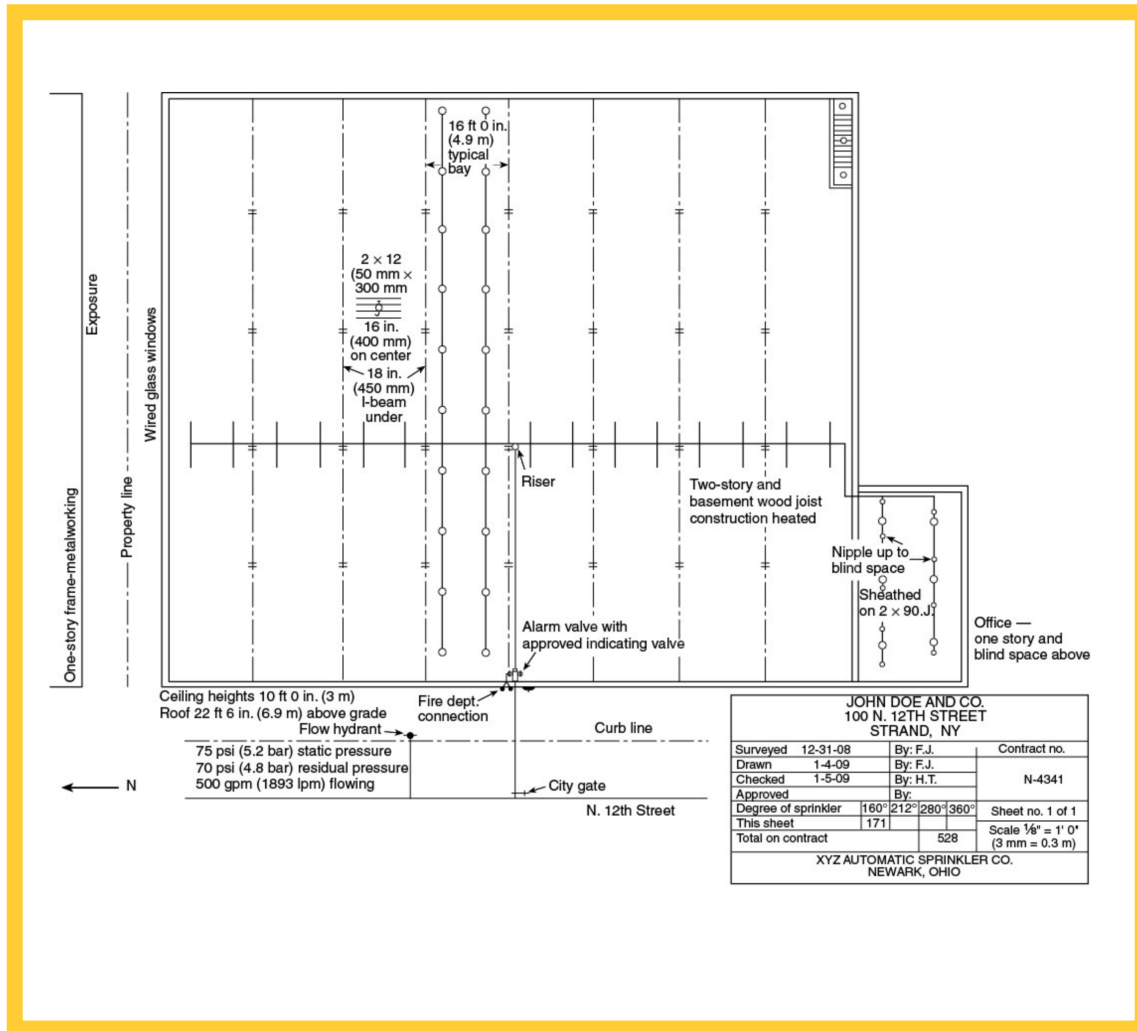 16 ft 0 in.
(4.9 m)
typical
bay
2 × 12
(50 mm ×
300 mm
16 in.
(400 mm)
on center
18 in.
(450 mm)
I-beam
under
Exposure
Wired glass windows
Property line
One-story frame-metalworking
Riser
Two-story and
basement wood joist
construction heated
Nipple up to
blind space
Sheathed
on 2 × 90.J.
Office —
one story and
blind space above
Alarm valve with
approved indicating valve
Fire dept.
connection
Ceiling heights 10 ft 0 in. (3 m)
Roof 22 ft 6 in. (6.9 m) above grade
Flow hydrant
Curb line
75 psi (5.2 bar) static pressure
70 psi (4.8 bar) residual pressure
500 gpm (1893 lpm) flowing
City gate
N
N. 12th Street
JOHN DOE AND CO.
100 N. 12TH STREET
STRAND, NY
Surveyed 12-31-08 By: F.J. Contract no.
Drawn 1-4-09 By: F.J.
Checked 1-5-09 By: H.T. N-4341
Approved By:
Degree of sprinkler 160° 212° 280° 360° Sheet no. 1 of 1
This sheet 171
Total on contract 528
Scale 1/8" = 1' 0"
(3 mm = 0.3 m)
XYZ AUTOMATIC SPRINKLER CO.
NEWARK, OHIO